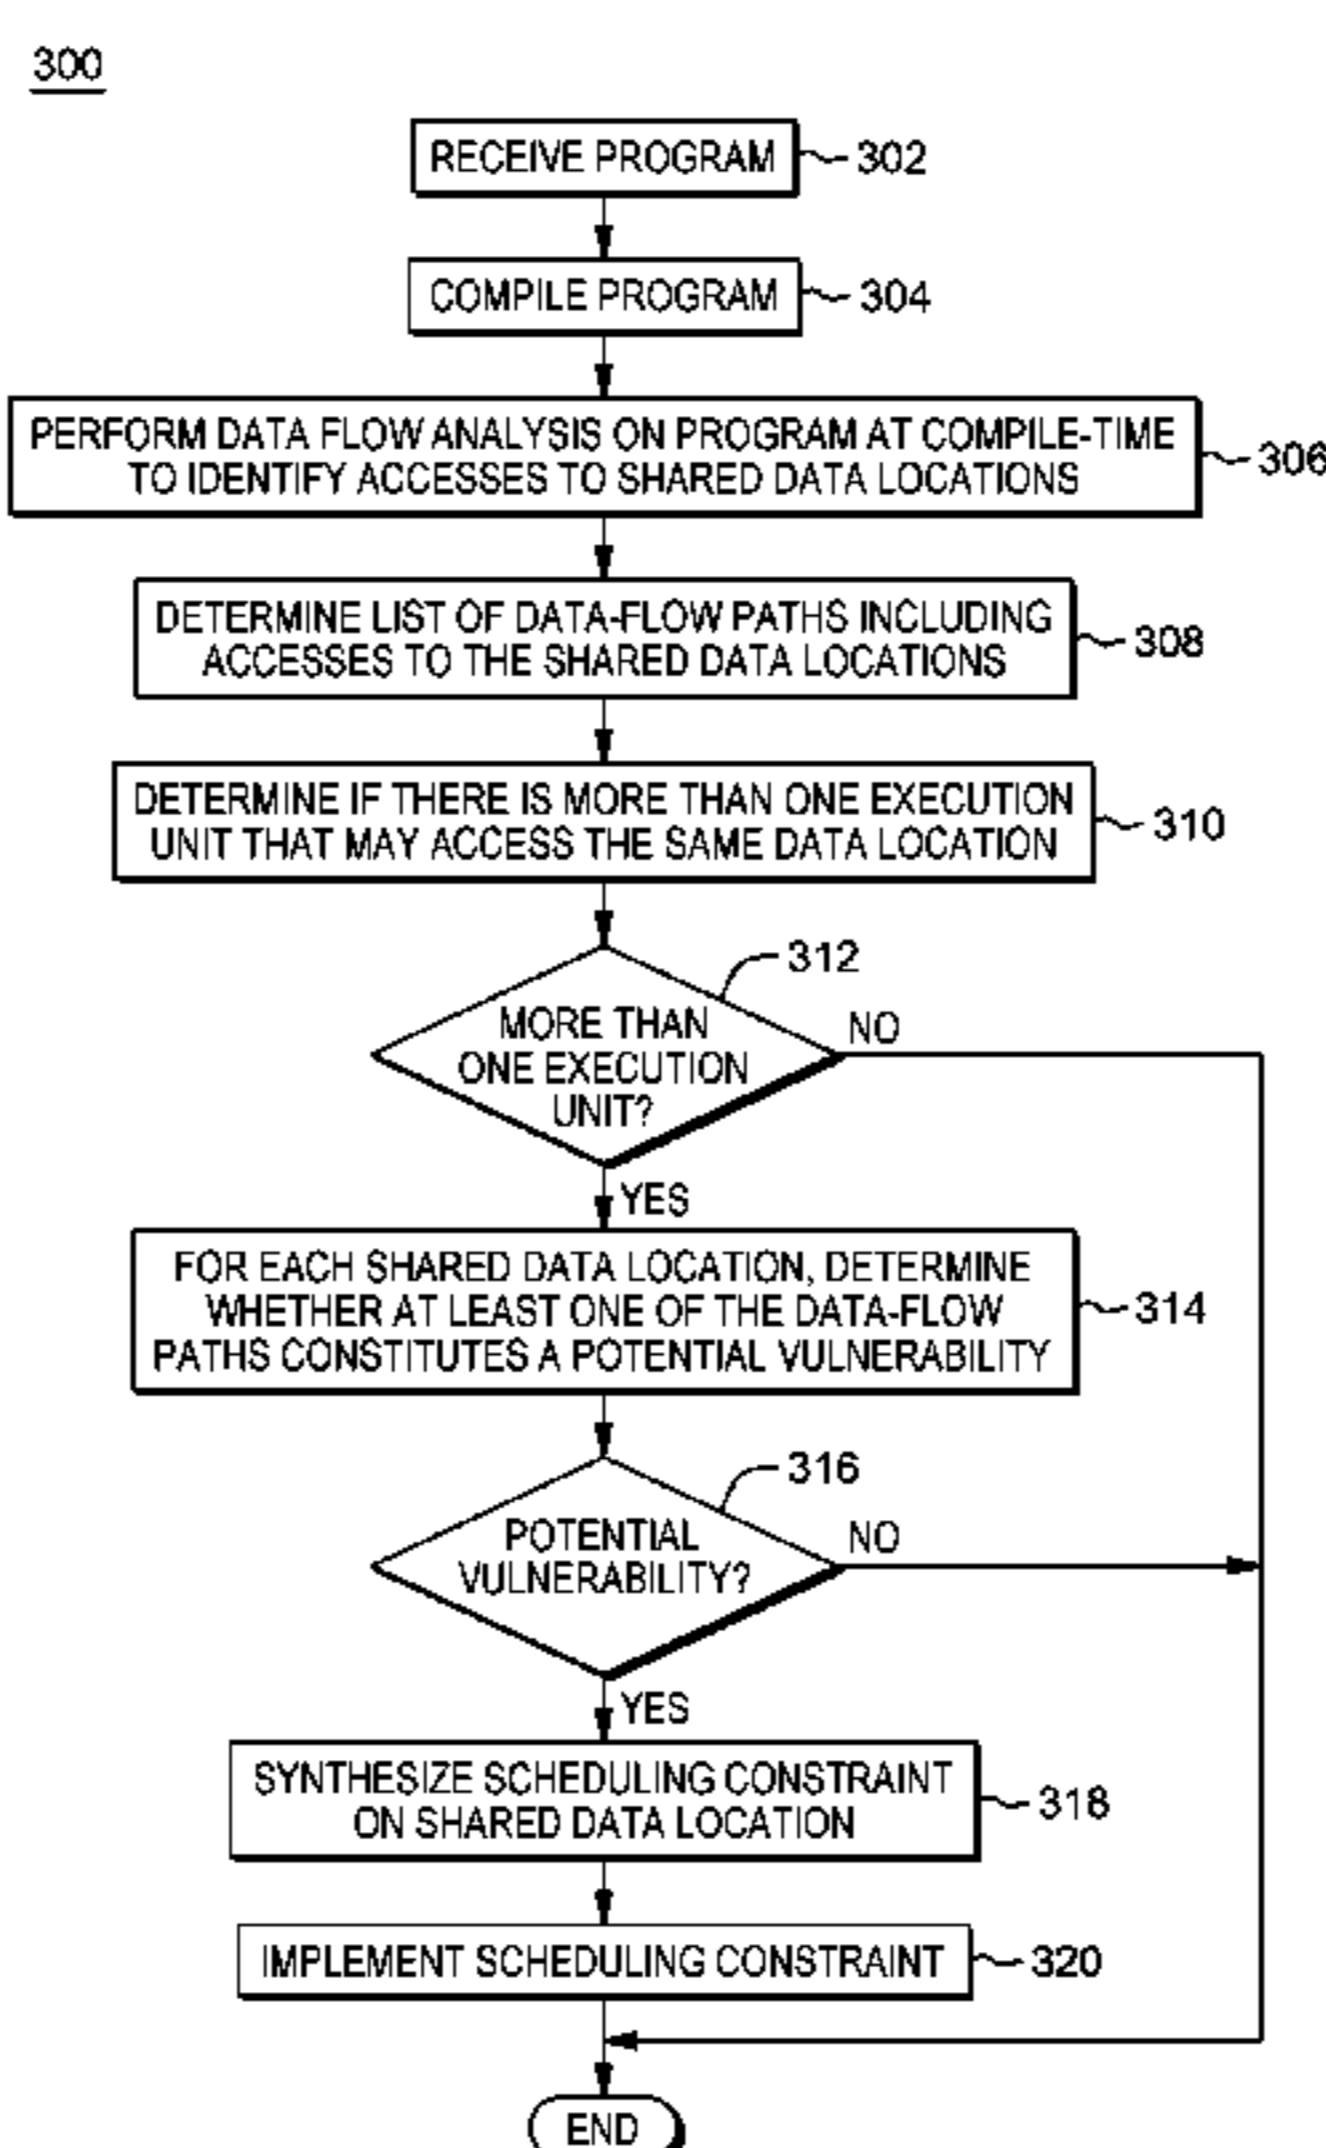 300
RECEIVE PROGRAM
302
COMPILE PROGRAM
304
PERFORM DATA FLOW ANALYSIS ON PROGRAM AT COMPILE-TIME
TO IDENTIFY ACCESSES TO SHARED DATA LOCATIONS
306
DETERMINE LIST OF DATA-FLOW PATHS INCLUDING
ACCESSES TO THE SHARED DATA LOCATIONS
308
DETERMINE IF THERE IS MORE THAN ONE EXECUTION
UNIT THAT MAY ACCESS THE SAME DATA LOCATION
310
312
MORE THAN
ONE EXECUTION
UNIT?
NO
YES
FOR EACH SHARED DATA LOCATION, DETERMINE
WHETHER AT LEAST ONE OF THE DATA-FLOW
PATHS CONSTITUTES A POTENTIAL VULNERABILITY
314
316
POTENTIAL
VULNERABILITY?
NO
YES
SYNTHESIZE SCHEDULING CONSTRAINT
ON SHARED DATA LOCATION
318
IMPLEMENT SCHEDULING CONSTRAINT
320
END